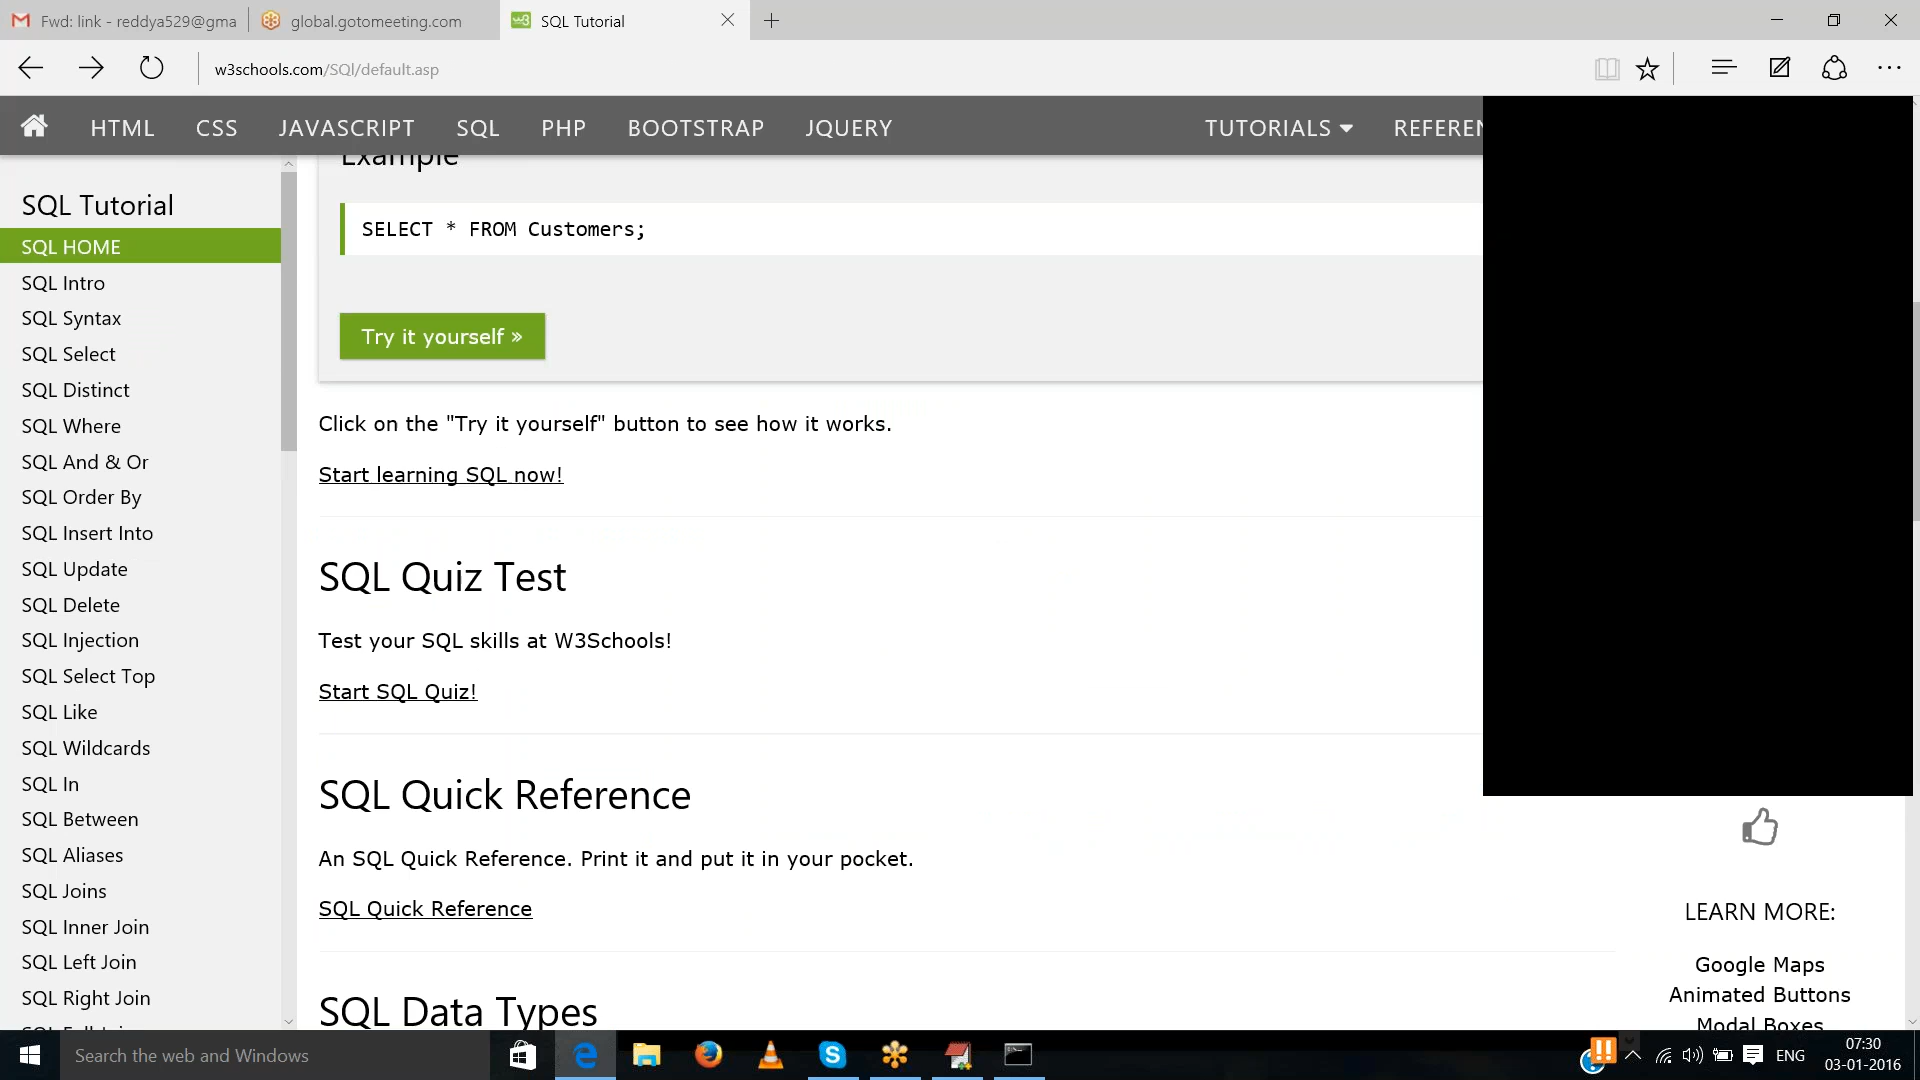 Fwd: link - reddya529@gma
global.gotomeeting.com
SQL Tutorial
w3schools.com/SQl/default.asp
HTML CSS JAVASCRIPT SQL PHP BOOTSTRAP JQUERY TUTORIALS REFEREN
SQL Tutorial
SQL HOME
SQL Intro
SQL Syntax
SQL Select
SQL Distinct
SQL Where
SQL And & Or
SQL Order By
SQL Insert Into
SQL Update
SQL Delete
SQL Injection
SQL Select Top
SQL Like
SQL Wildcards
SQL In
SQL Between
SQL Aliases
SQL Joins
SQL Inner Join
SQL Left Join
SQL Right Join
SQL Full Join
Example
SELECT * FROM Customers;
Try it yourself »
Click on the "Try it yourself" button to see how it works.
Start learning SQL now!
SQL Quiz Test
Test your SQL skills at W3Schools!
Start SQL Quiz!
SQL Quick Reference
An SQL Quick Reference. Print it and put it in your pocket.
SQL Quick Reference
SQL Data Types
LEARN MORE:
Google Maps
Animated Buttons
Modal Boxes
Search the web and Windows
ENG
07:30
03-01-2016